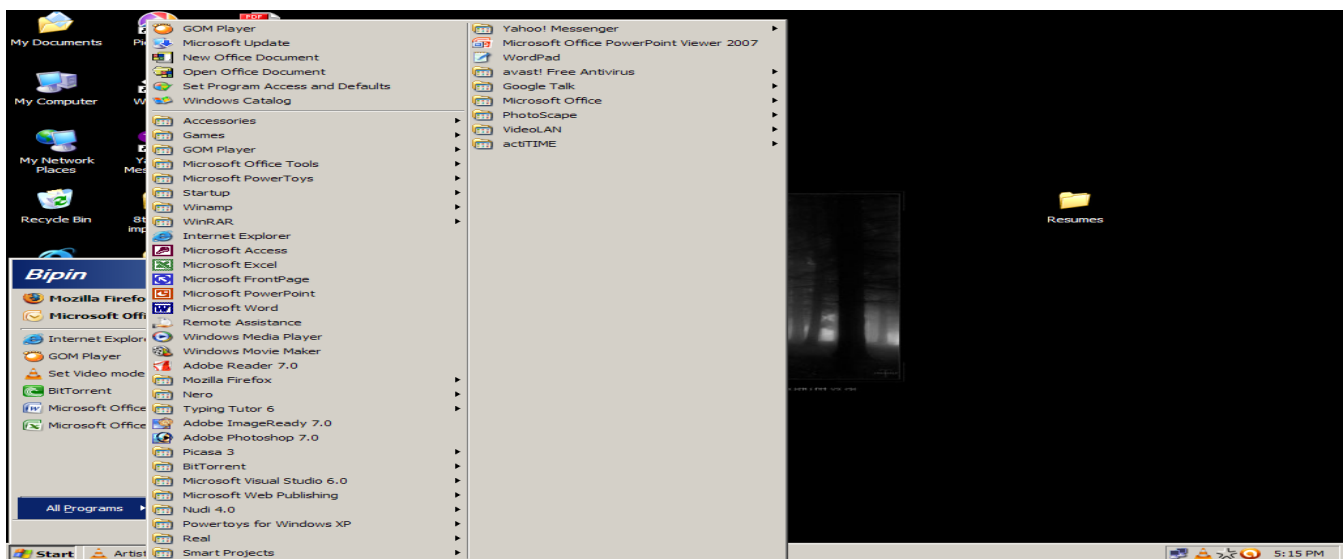 PDF
My Documents
My Computer
My Network
Places
Recycle Bin
GOM Player
Microsoft Update
New Office Document
Open Office Document
Set Program Access and Defaults
Windows Catalog
Accessories
Games
GOM Player
Microsoft Office Tools
Microsoft PowerToys
Startup
Winamp
WinRAR
Internet Explorer
Microsoft Access
Microsoft Excel
Microsoft FrontPage
Microsoft PowerPoint
Microsoft Word
Remote Assistance
Windows Media Player
Windows Movie Maker
Adobe Reader 7.0
Mozilla Firefox
Nero
Typing Tutor 6
Adobe ImageReady 7.0
Adobe Photoshop 7.0
Picasa 3
BitTorrent
Microsoft Visual Studio 6.0
Microsoft Web Publishing
Nudi 4.0
Powertoys for Windows XP
Real
Smart Projects
Yahoo! Messenger
Microsoft Office PowerPoint Viewer 2007
WordPad
avast! Free Antivirus
Google Talk
Microsoft Office
PhotoScape
VideoLAN
actiTIME
Resumes
Bipin
Mozilla Firefo
Microsoft Offi
Internet Explor
GOM Player
Set Video mode
BitTorrent
Microsoft Office
Microsoft Office
All Programs
Start
Artist
5:15 PM